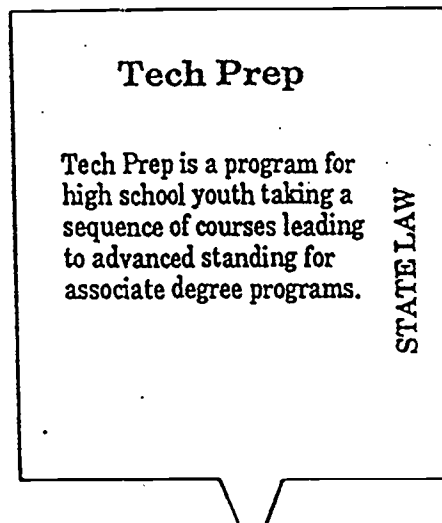 Tech Prep
Tech Prep is a program for
high school youth taking a
sequence of courses leading
to advanced standing for
associate degree programs.
STATE LAW